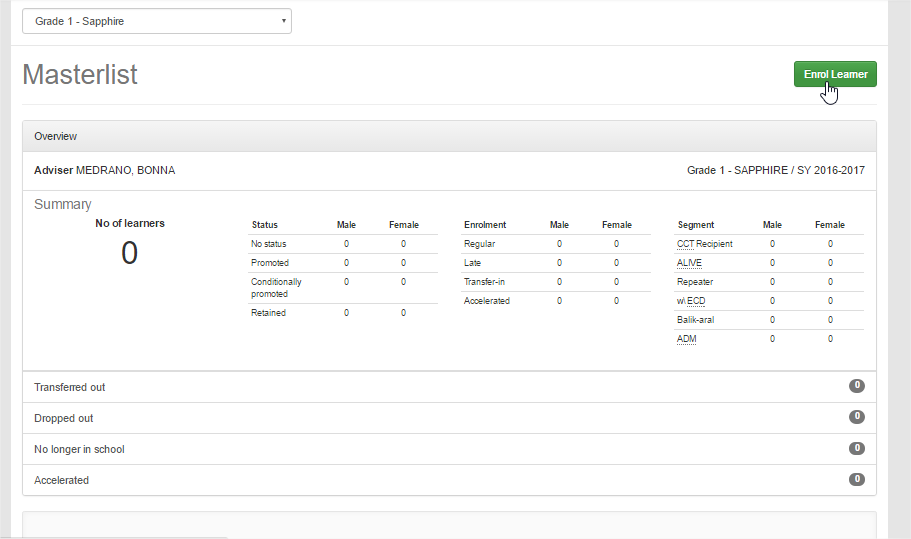 Grade 1 - Sapphire
Masterlist
Enrol Learner
Overview
Adviser MEDRANO, BONNA
Grade 1 - SAPPHIRE / SY 2016-2017
Summary
No of learners
0
Status Male Female
No status 0 0
Promoted 0 0
Conditionally
promoted 0 0
Retained 0 0
Enrolment Male Female
Regular 0 0
Late 0 0
Transfer-in 0 0
Accelerated 0 0
Segment Male Female
CCT Recipient 0 0
ALIVE 0 0
Repeater 0 0
w\ ECD 0 0
Balik-aral 0 0
ADM 0 0
Transferred out 0
Dropped out 0
No longer in school 0
Accelerated 0